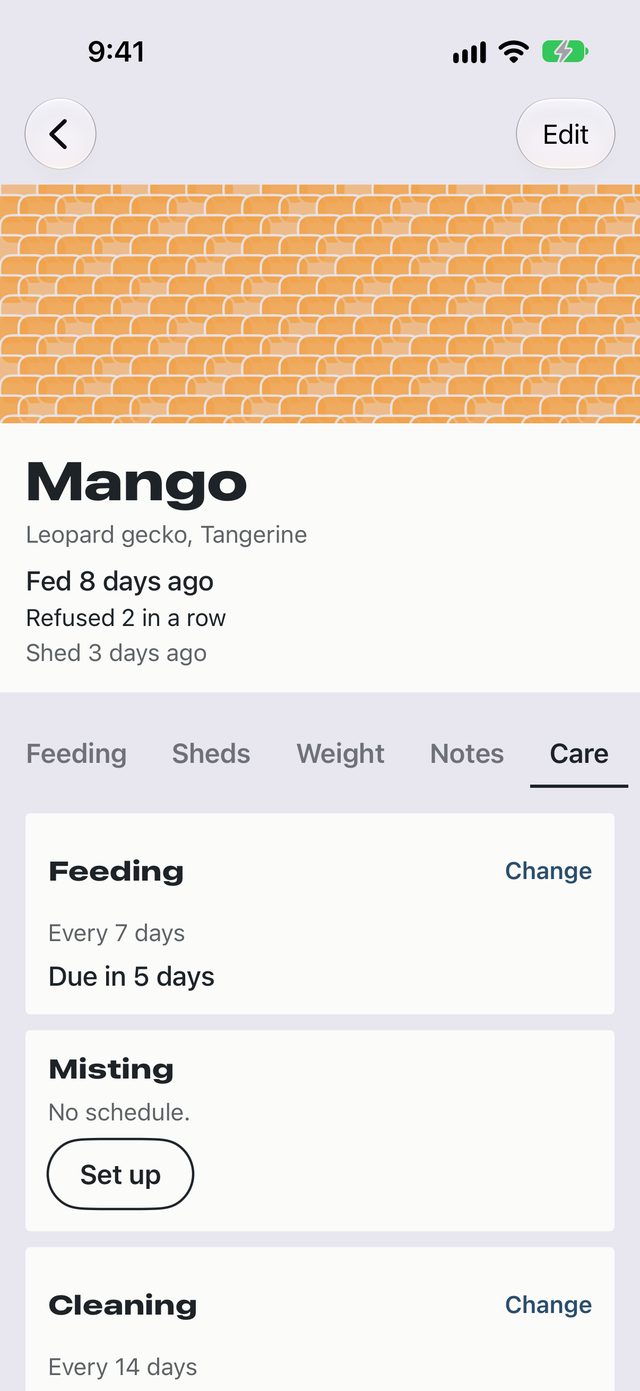 9:41
Edit
Mango
Leopard gecko, Tangerine
Fed 8 days ago
Refused 2 in a row
Shed 3 days ago
Feeding Sheds Weight Notes Care
Feeding Change
Every 7 days
Due in 5 days
Misting
No schedule.
Set up
Cleaning Change
Every 14 days